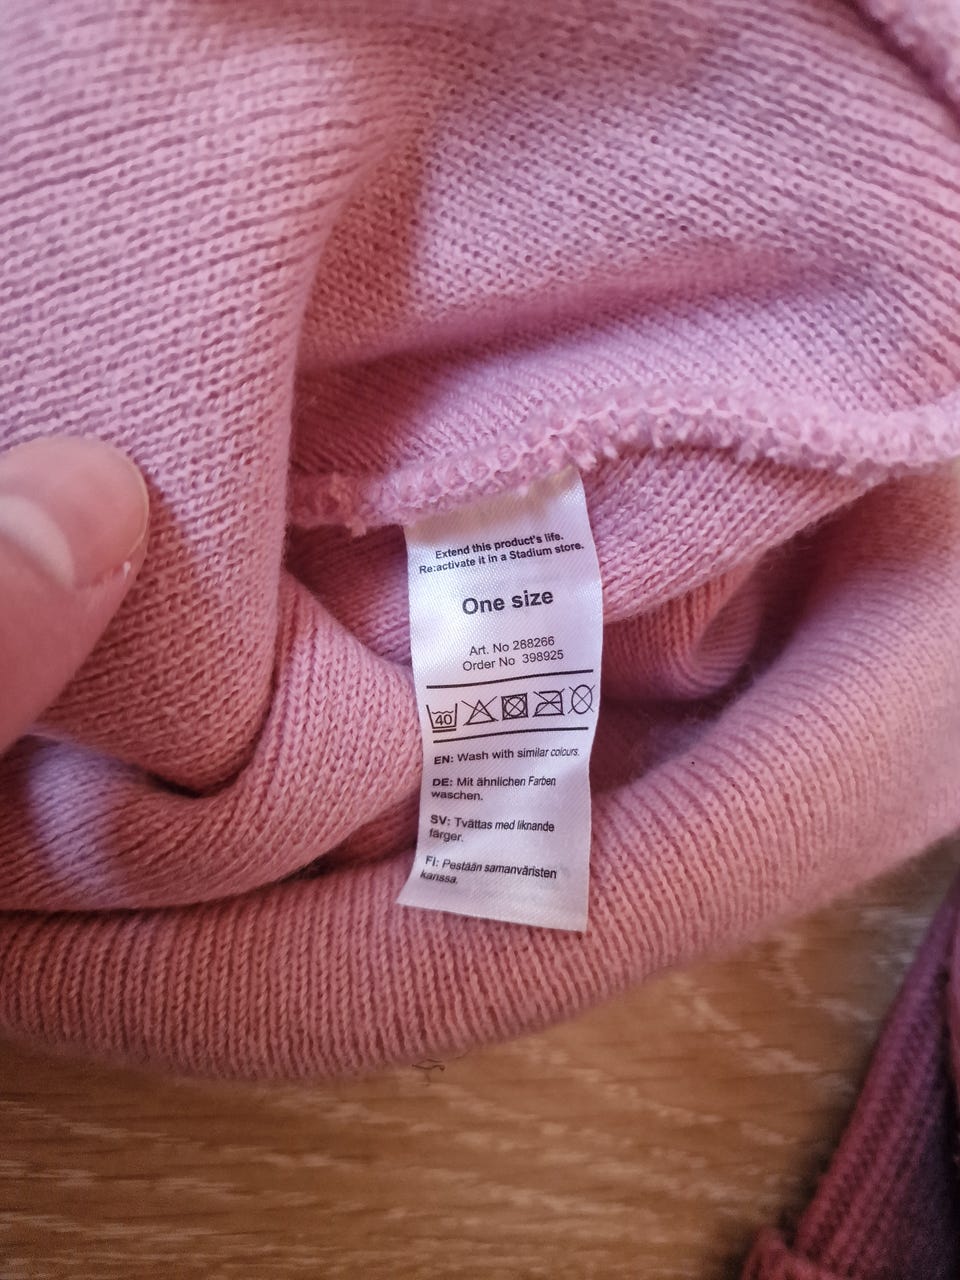 Extend this product's life.
Re:activate it in a Stadium store.
One size
Art. No 288266
Order No 398925
40
EN: Wash with similar colours.
DE: Mit ähnlichen Farben
waschen.
SV: Tvättas med liknande
färger.
FI: Pestään samanväristen
kanssa.